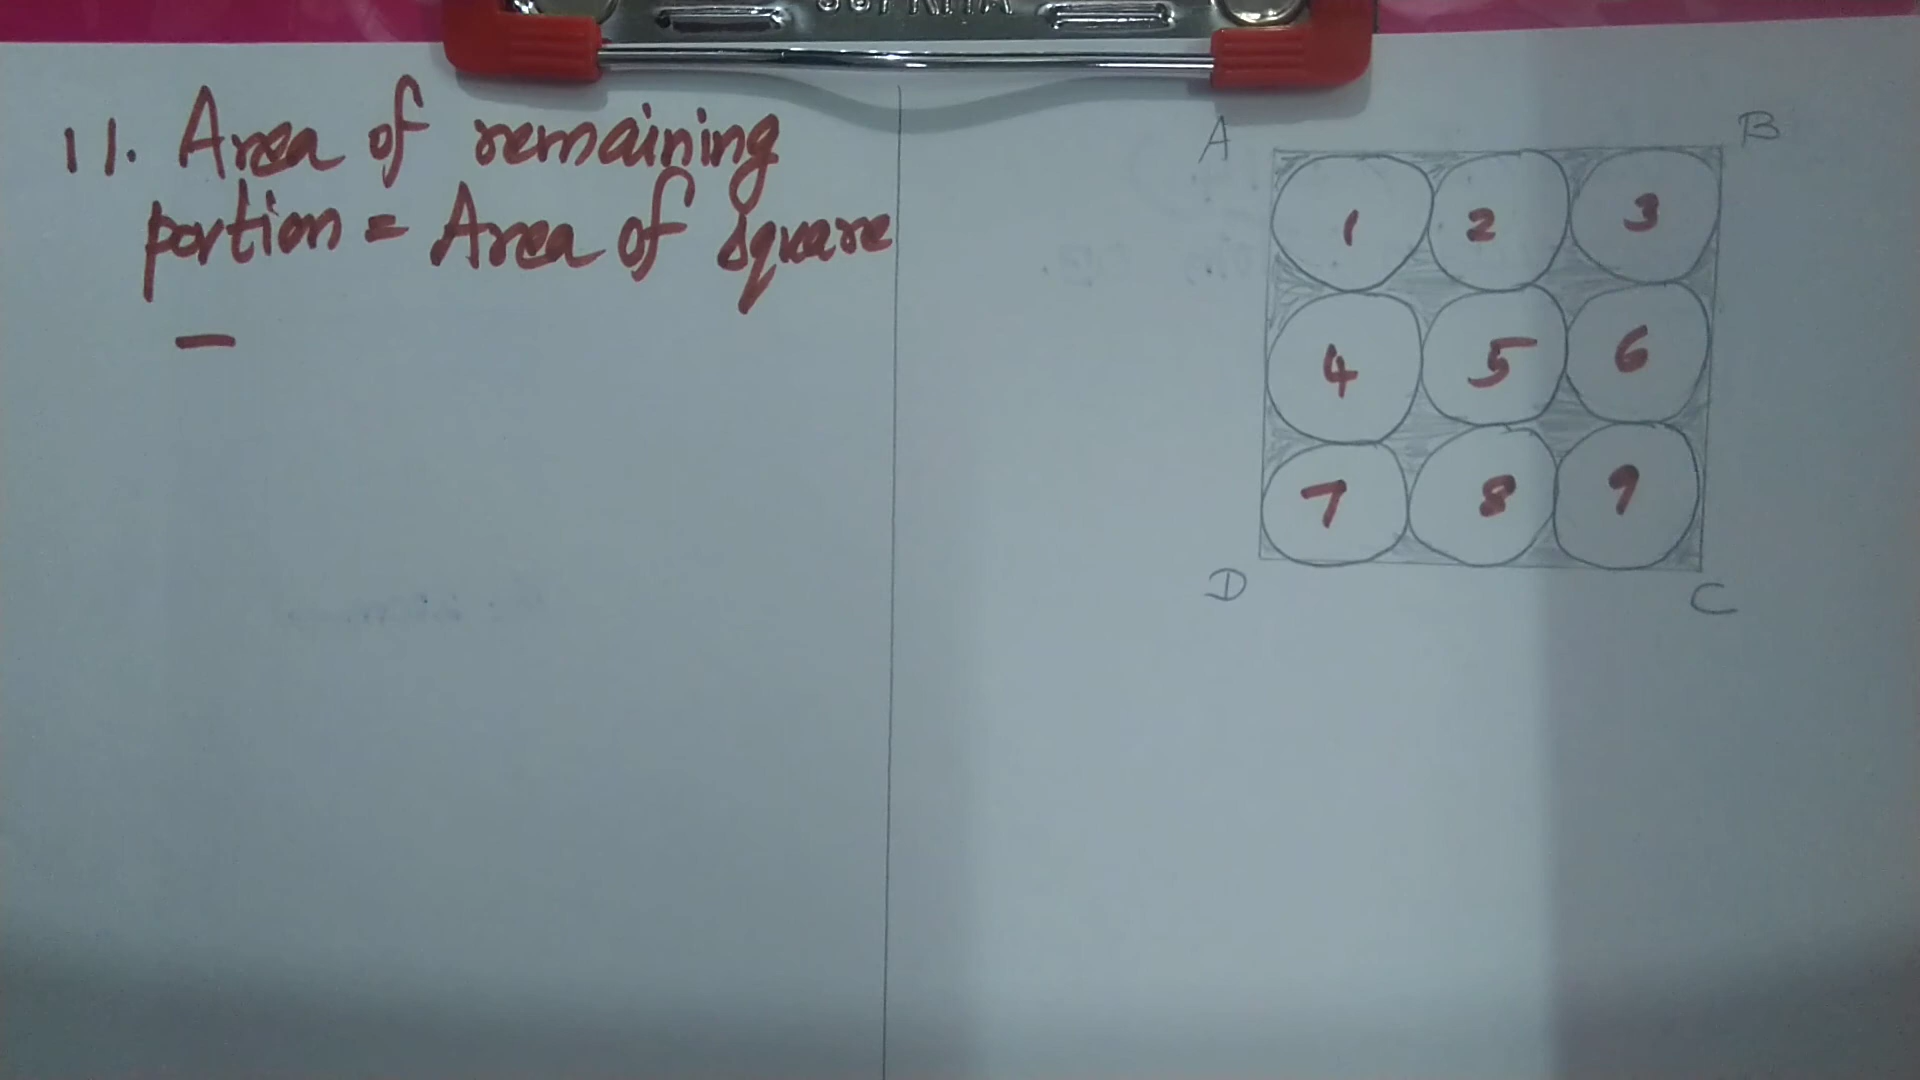 11. Area of remaining
portion = Area of square
—
A
B
1 2 3
4 5 6
7 8 9
D
C